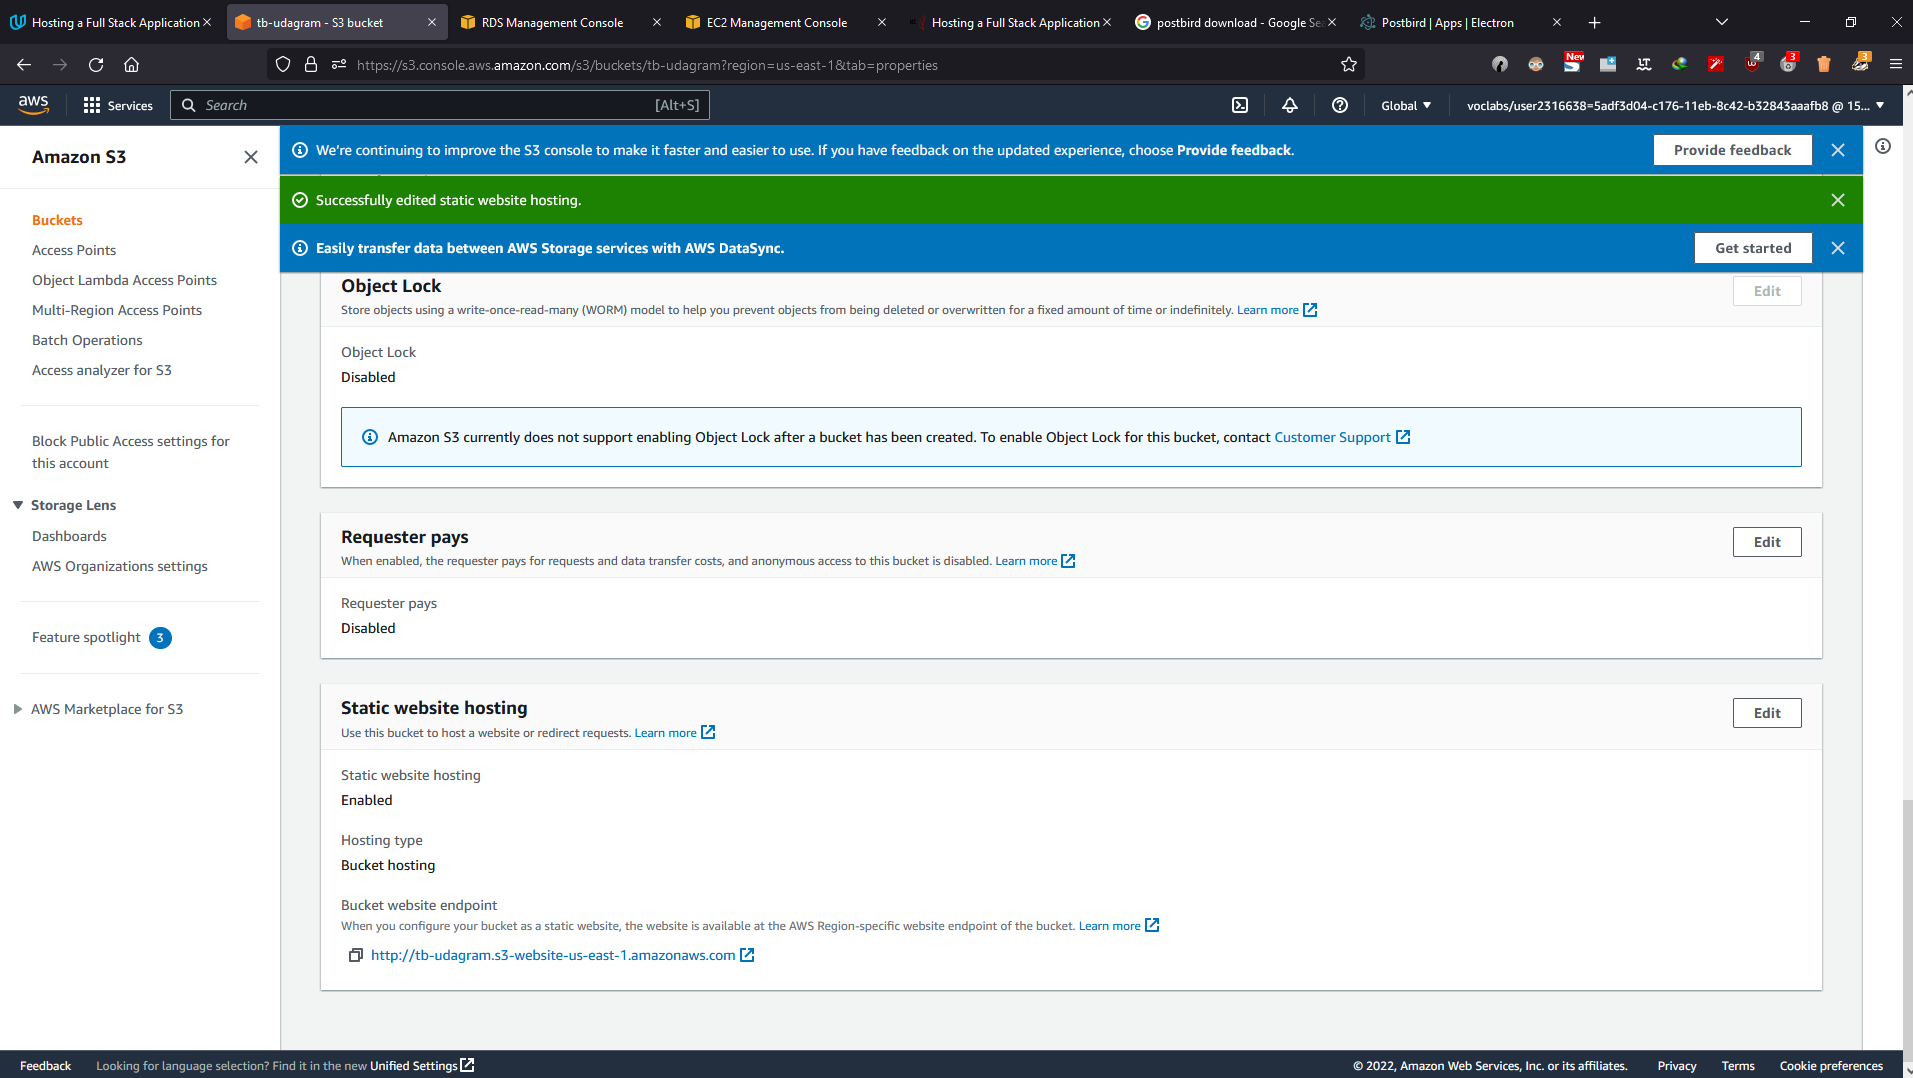 Hosting a Full Stack Application
tb-udagram - S3 bucket
RDS Management Console
EC2 Management Console
Hosting a Full Stack Application
postbird download - Google Sea
Postbird | Apps | Electron
https://s3.console.aws.amazon.com/s3/buckets/tb-udagram?region=us-east-1&tab=properties
New
4
3
3
aws
Services
Search
[Alt+S]
Global
voclabs/user2316638=5adf3d04-c176-11eb-8c42-b32843aaafb8 @ 15...
Amazon S3
Buckets
Access Points
Object Lambda Access Points
Multi-Region Access Points
Batch Operations
Access analyzer for S3
Block Public Access settings for
this account
Storage Lens
Dashboards
AWS Organizations settings
Feature spotlight 3
AWS Marketplace for S3
We're continuing to improve the S3 console to make it faster and easier to use. If you have feedback on the updated experience, choose Provide feedback.
Provide feedback
Successfully edited static website hosting.
Easily transfer data between AWS Storage services with AWS DataSync.
Get started
Object Lock
Edit
Store objects using a write-once-read-many (WORM) model to help you prevent objects from being deleted or overwritten for a fixed amount of time or indefinitely. Learn more
Object Lock
Disabled
Amazon S3 currently does not support enabling Object Lock after a bucket has been created. To enable Object Lock for this bucket, contact Customer Support
Requester pays
Edit
When enabled, the requester pays for requests and data transfer costs, and anonymous access to this bucket is disabled. Learn more
Requester pays
Disabled
Static website hosting
Edit
Use this bucket to host a website or redirect requests. Learn more
Static website hosting
Enabled
Hosting type
Bucket hosting
Bucket website endpoint
When you configure your bucket as a static website, the website is available at the AWS Region-specific website endpoint of the bucket. Learn more
http://tb-udagram.s3-website-us-east-1.amazonaws.com
Feedback
Looking for language selection? Find it in the new Unified Settings
© 2022, Amazon Web Services, Inc. or its affiliates.
Privacy
Terms
Cookie preferences